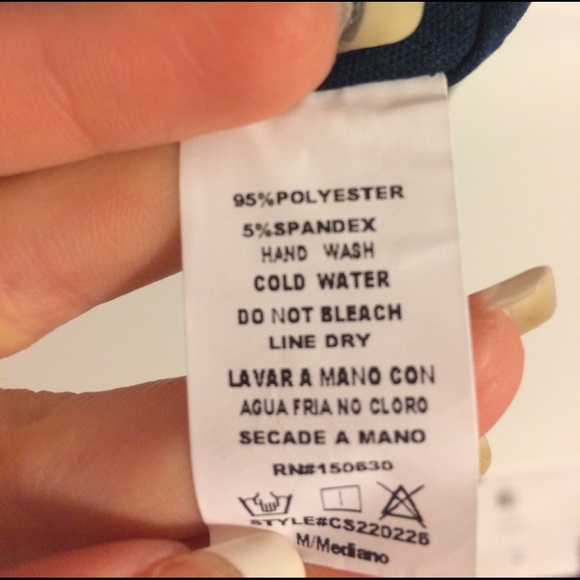 95%POLYESTER
5%SPANDEX
HAND WASH
COLD WATER
DO NOT BLEACH
LINE DRY
LAVAR A MANO CON
AGUA FRIA NO CLORO
SECADE A MANO
RN#150630
STYLE#CS220226
M/Mediano